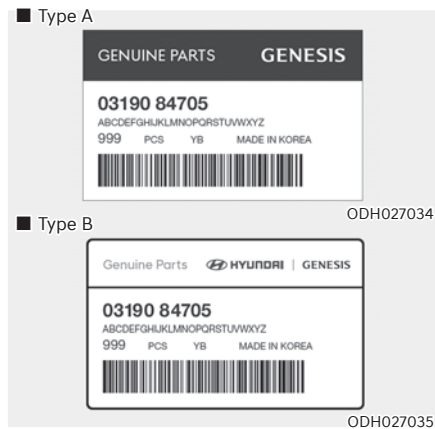 ■ Type A
GENUINE PARTS GENESIS
03190 84705
ABCDEFGHIJKLMNOPQRSTUVWXYZ
999 PCS YB MADE IN KOREA
ODH027034
■ Type B
Genuine Parts HYUNDAI | GENESIS
03190 84705
ABCDEFGHIJKLMNOPQRSTUVWXYZ
999 PCS YB MADE IN KOREA
ODH027035